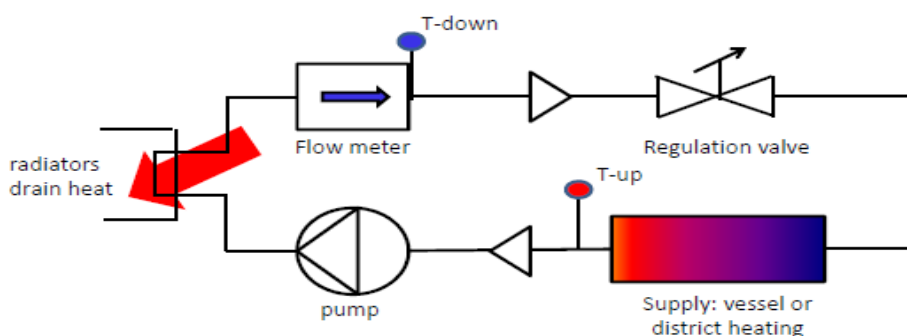 T-down
Flow meter
Regulation valve
radiators
drain heat
T-up
pump
Supply: vessel or
district heating